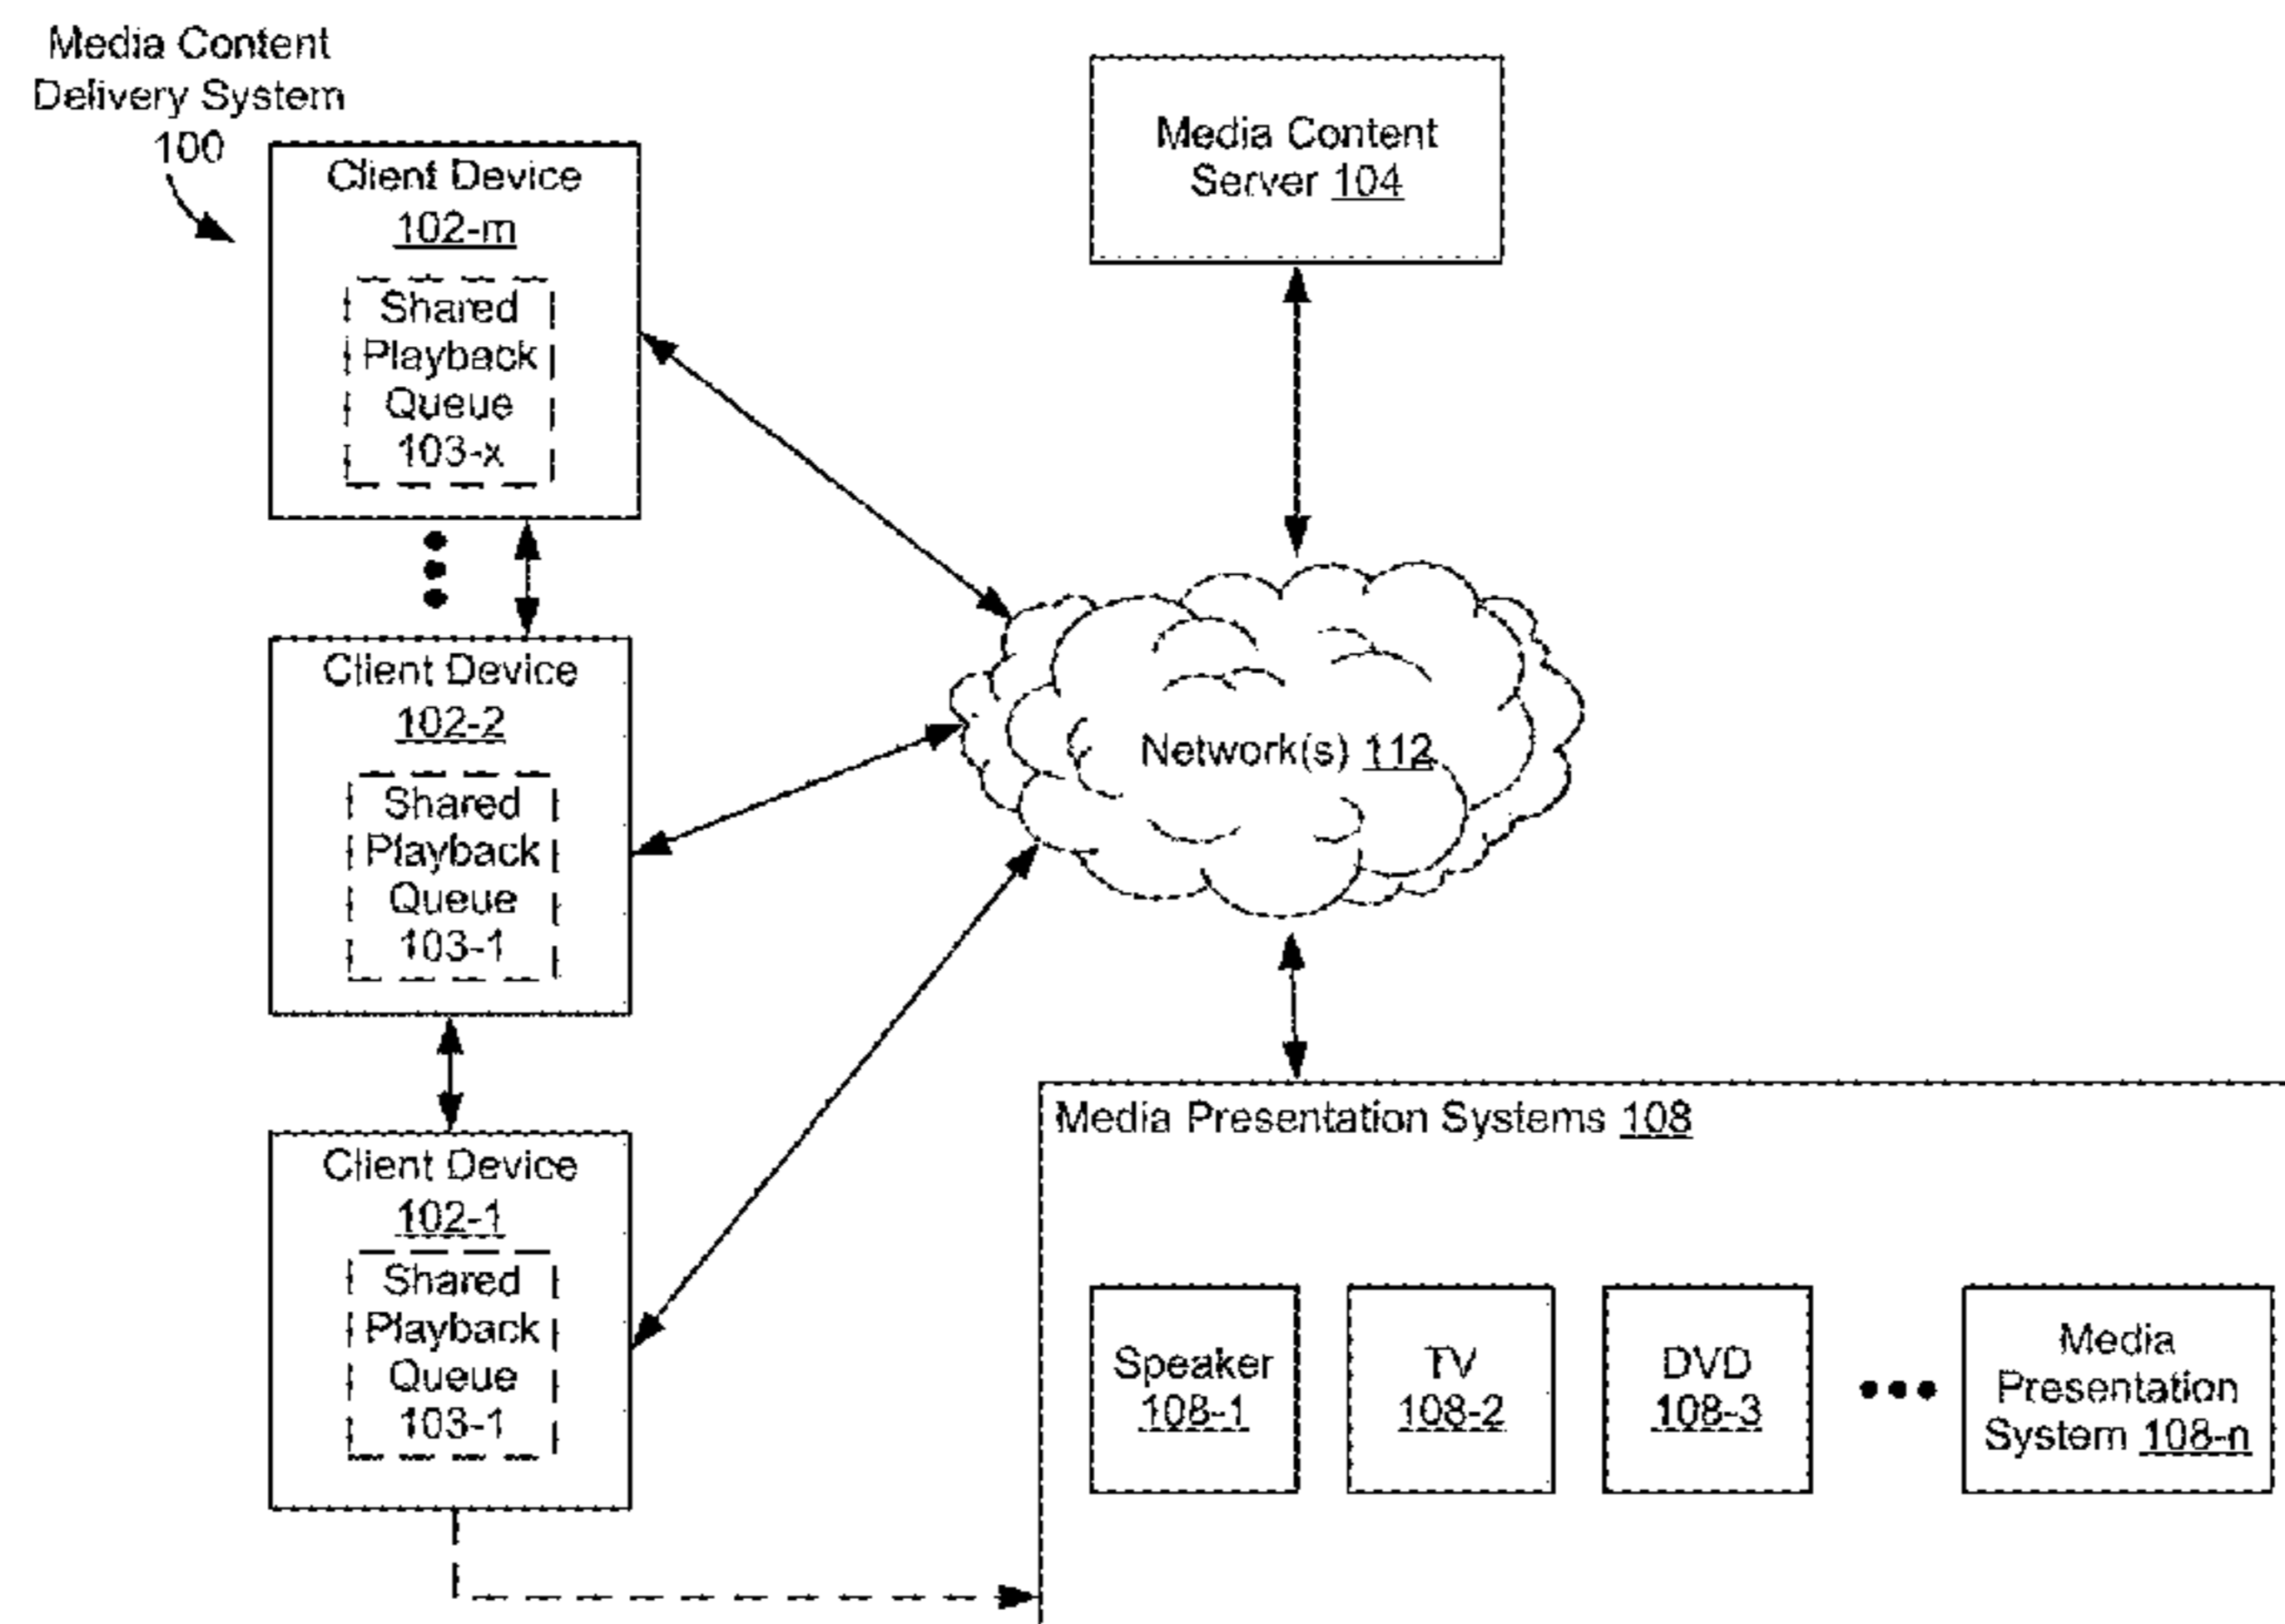 Media Content
Delivery System
100
Client Device
102-m
Shared
Playback
Queue
103-x
Media Content
Server 104
Client Device
102-2
Shared
Playback
Queue
103-1
Network(s) 112
Client Device
102-1
Shared
Playback
Queue
103-1
Media Presentation Systems 108
Speaker
108-1
TV
108-2
DVD
108-3
Media
Presentation
System 108-n